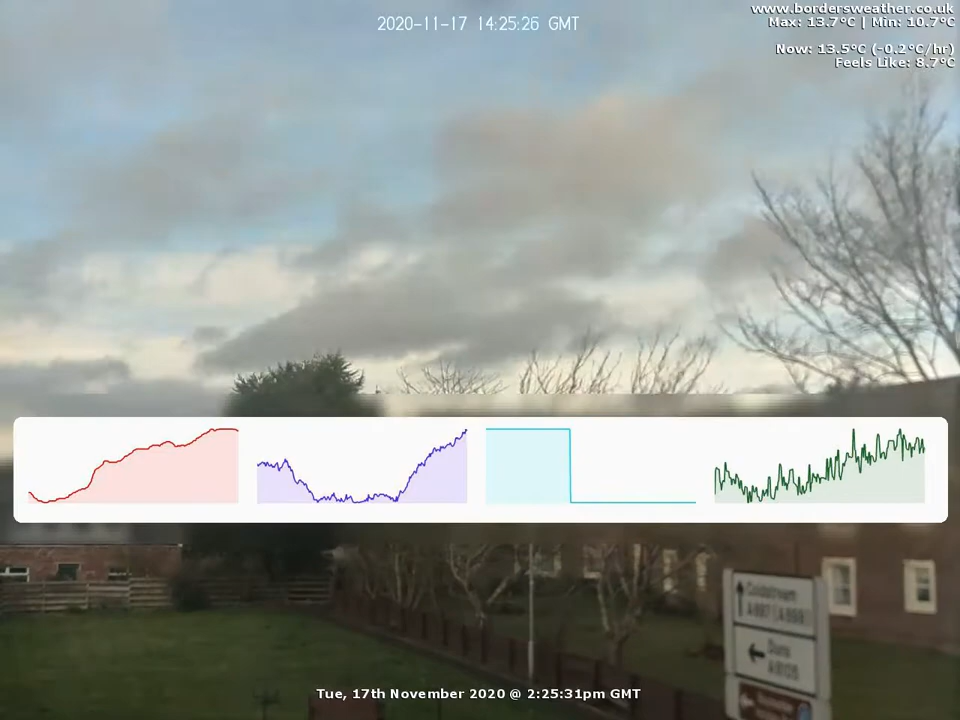 www.bordersweather.co.uk
2020-11-17 14:25:26 GMT
Max: 13.7°C | Min: 10.7°C
Now: 13.5°C (-0.2°C/hr)
Feels Like: 8.7°C
Coldstream
Duns
Tue, 17th November 2020 @ 2:25:31pm GMT